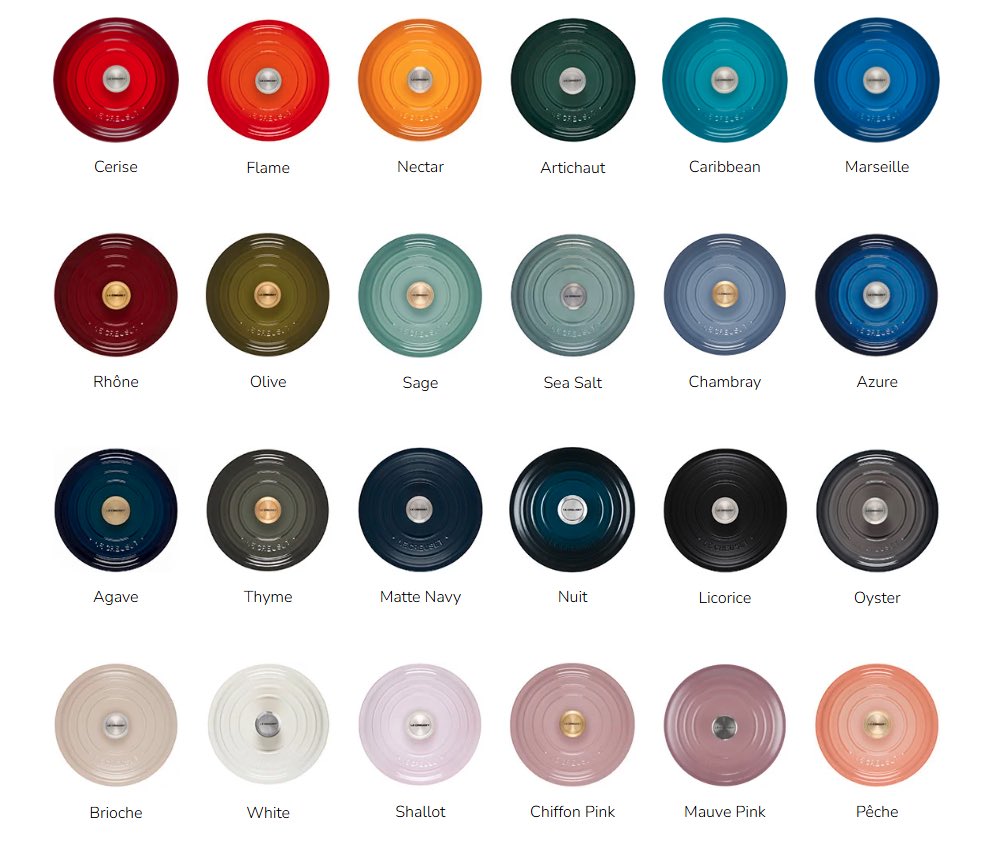 Cerise Flame Nectar Artichaut Caribbean Marseille
Rhône Olive Sage Sea Salt Chambray Azure
Agave Thyme Matte Navy Nuit Licorice Oyster
Brioche White Shallot Chiffon Pink Mauve Pink Pêche